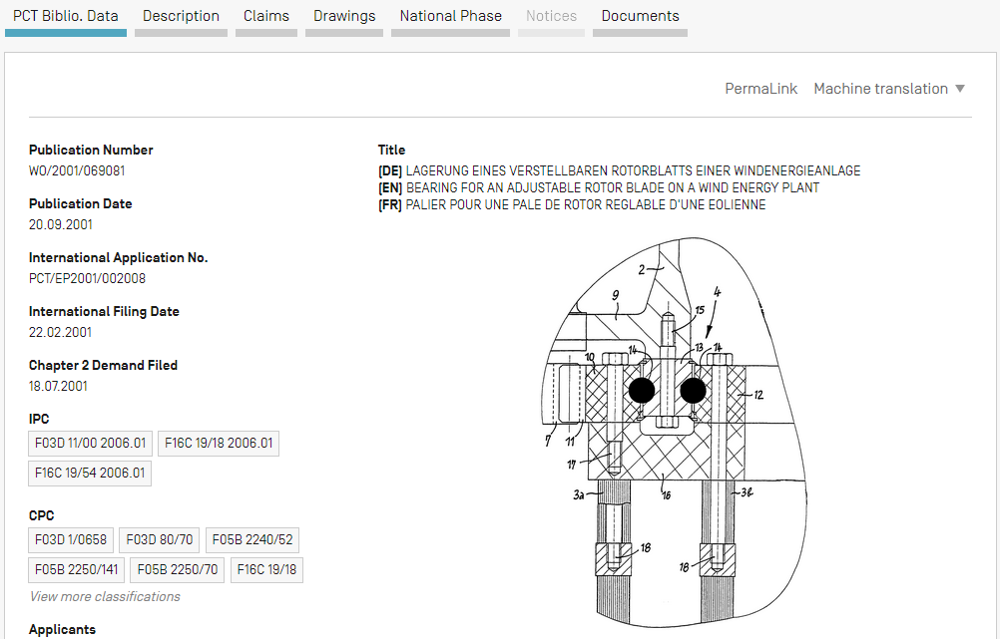 PCT Biblio. Data Description Claims Drawings National Phase Notices Documents
PermaLink Machine translation
Publication Number
WO/2001/069081
Publication Date
20.09.2001
International Application No.
PCT/EP2001/002008
International Filing Date
22.02.2001
Chapter 2 Demand Filed
18.07.2001
IPC
F03D 11/00 2006.01 F16C 19/18 2006.01
F16C 19/54 2006.01
CPC
F03D 1/0658 F03D 80/70 F05B 2240/52
F05B 2250/141 F05B 2250/70 F16C 19/18
View more classifications
Applicants
Title
[DE] LAGERUNG EINES VERSTELLBAREN ROTORBLATTS EINER WINDENERGIEANLAGE
[EN] BEARING FOR AN ADJUSTABLE ROTOR BLADE ON A WIND ENERGY PLANT
[FR] PALIER POUR UNE PALE DE ROTOR REGLABLE D'UNE EOLIENNE
2
9
4
15
10 14 13 14
12
7 11
17
3a 16 3b
18 18